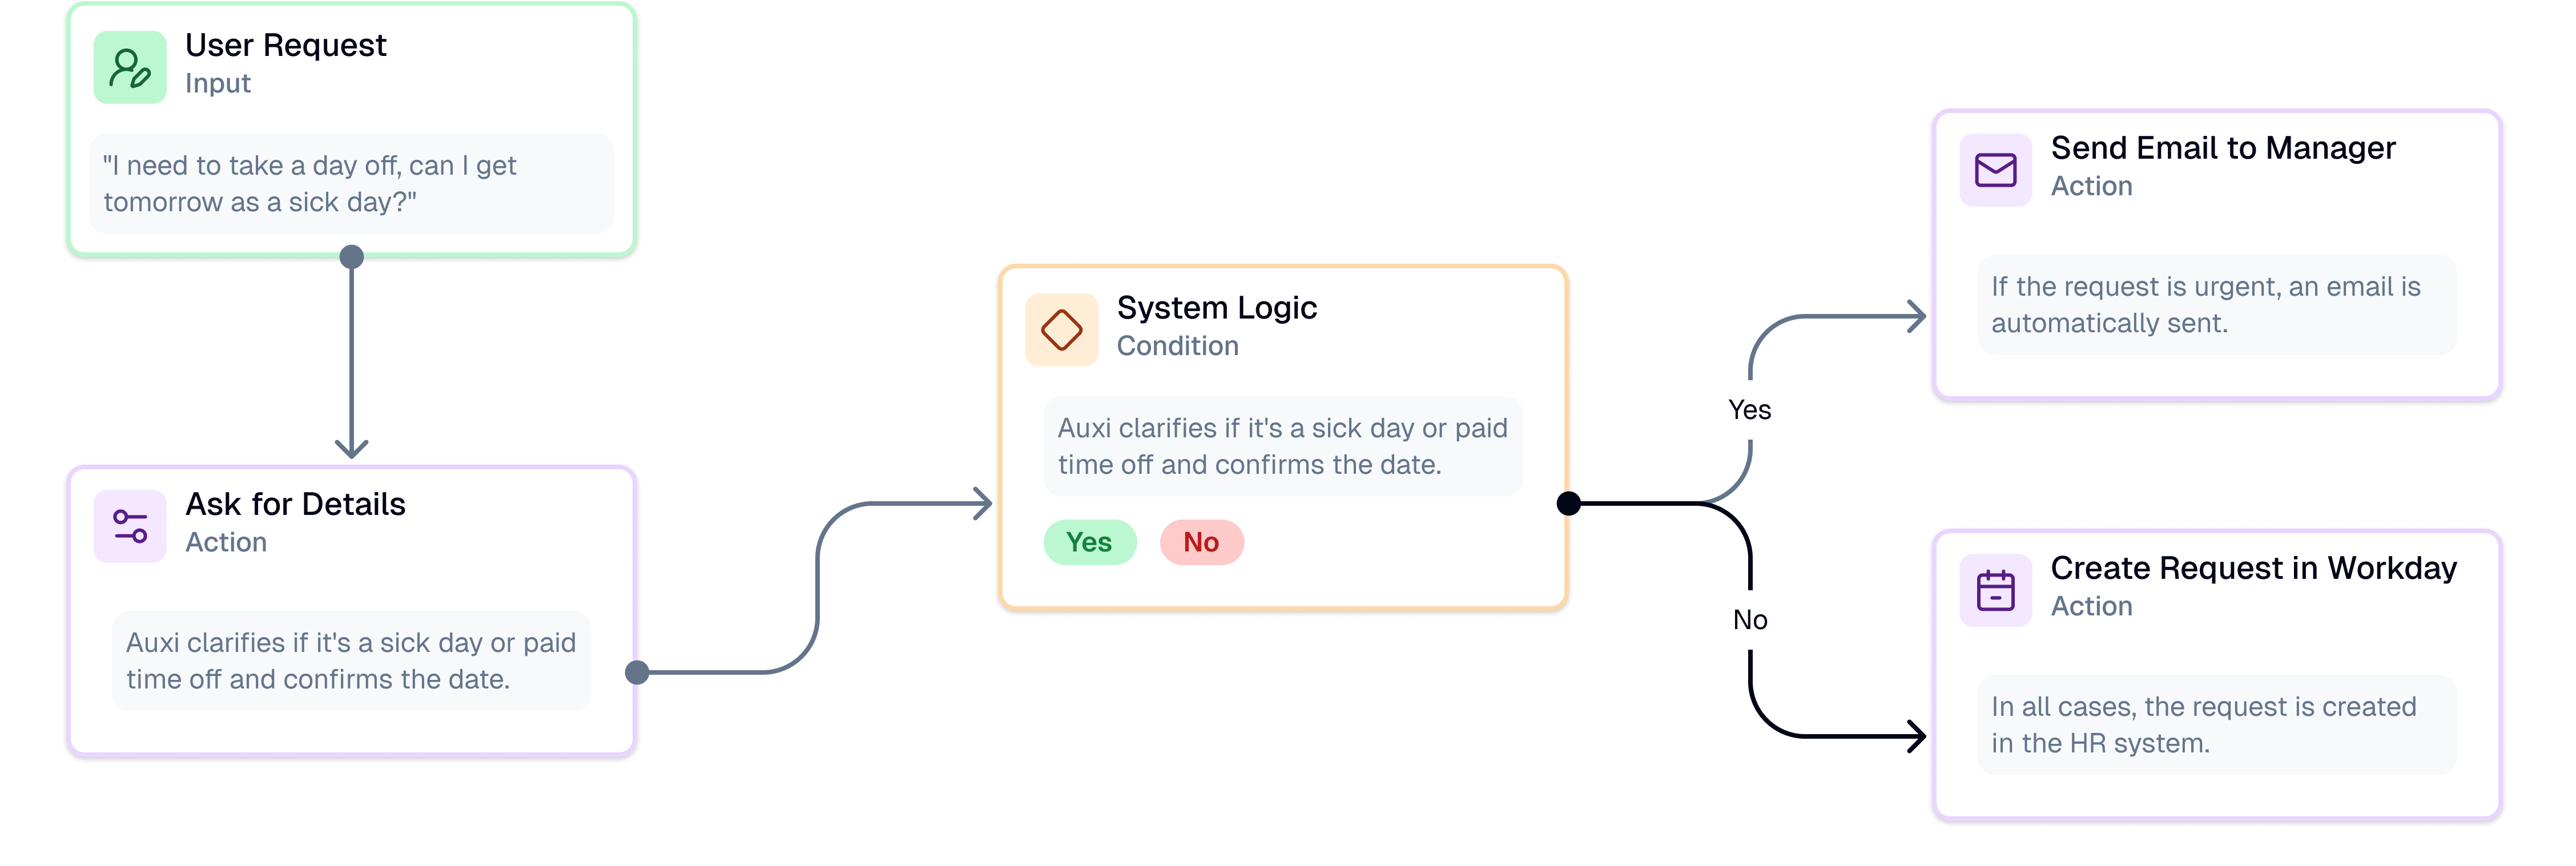 User Request
Input
"I need to take a day off, can I get
tomorrow as a sick day?"
Ask for Details
Action
Auxi clarifies if it's a sick day or paid
time off and confirms the date.
System Logic
Condition
Auxi clarifies if it's a sick day or paid
time off and confirms the date.
Yes
No
Yes
No
Send Email to Manager
Action
If the request is urgent, an email is
automatically sent.
Create Request in Workday
Action
In all cases, the request is created
in the HR system.